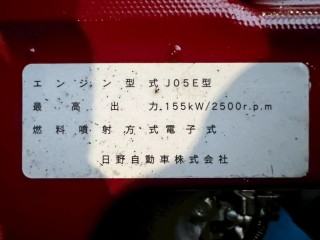 エンジン型式J05E型
最高出力155kW/2500r.p.m
燃料噴射方式電子式
日野自動車株式会社